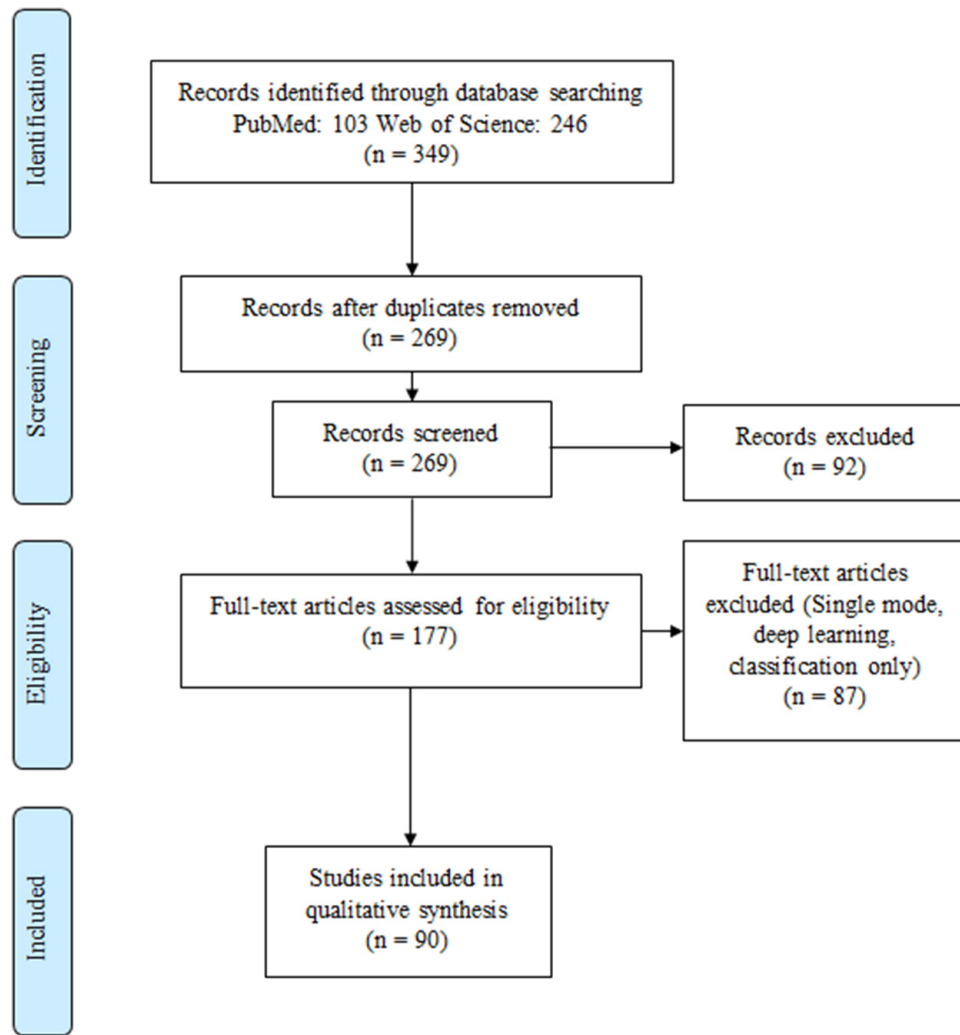 Identification
Records identified through database searching
PubMed: 103 Web of Science: 246
(n = 349)
Screening
Records after duplicates removed
(n = 269)
Records screened
(n = 269)
Records excluded
(n = 92)
Eligibility
Full-text articles assessed for eligibility
(n = 177)
Full-text articles
excluded (Single mode,
deep learning,
classification only)
(n = 87)
Included
Studies included in
qualitative synthesis
(n = 90)